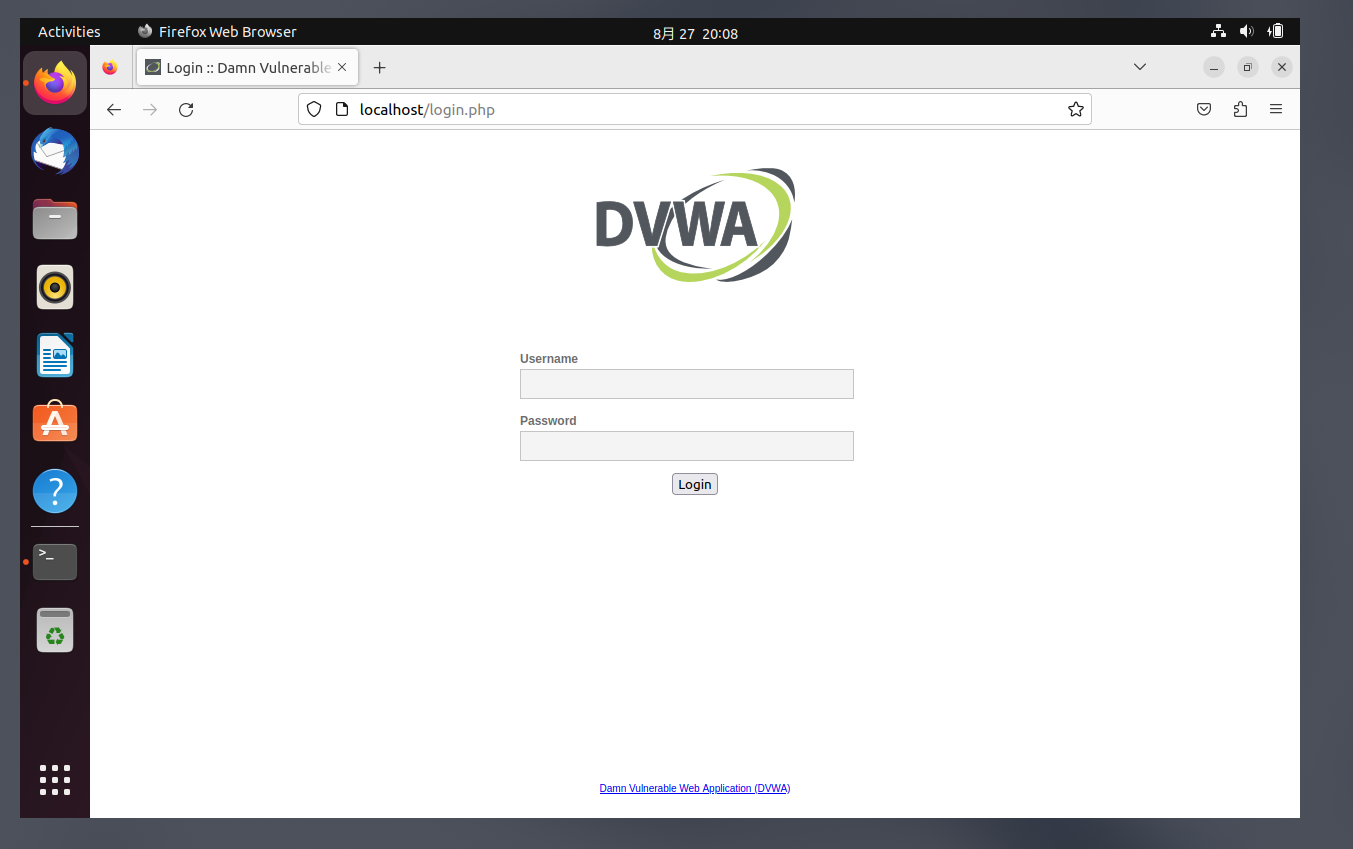 Activities Firefox Web Browser 8月 27 20:08
Login :: Damn Vulnerable
localhost/login.php
DVWA
Username
Password
Login
>_
Damn Vulnerable Web Application (DVWA)